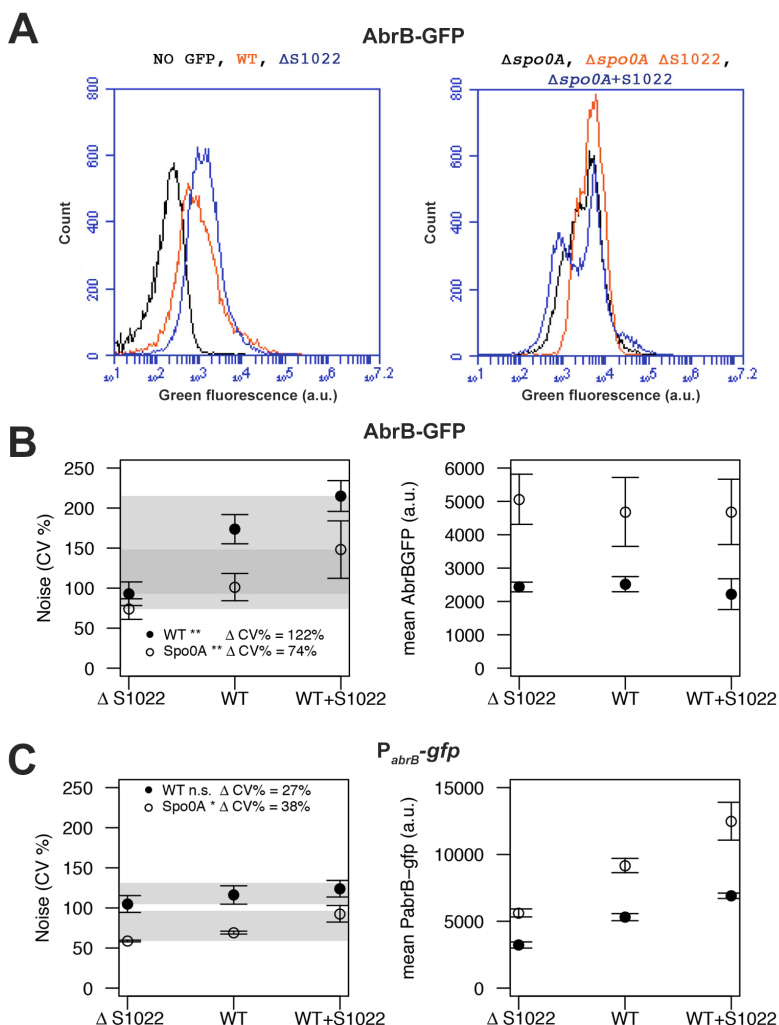 A
AbrB-GFP
NO GFP, WT, ΔS1022
Δspo0A, Δspo0A ΔS1022,
Δspo0A+S1022
800
600
400
200
0
Count
10^1 10^2 10^3 10^4 10^5 10^6 10^7.2
Green fluorescence (a.u.)
800
600
400
200
0
Count
10^1 10^2 10^3 10^4 10^5 10^6 10^7.2
Green fluorescence (a.u.)
B
AbrB-GFP
250
200
150
100
50
0
Noise (CV %)
WT ** Δ CV% = 122%
Spo0A ** Δ CV% = 74%
Δ S1022 WT WT+S1022
6000
5000
4000
3000
2000
1000
0
mean AbrBGFP (a.u.)
Δ S1022 WT WT+S1022
C
PabrB-gfp
250
200
150
100
50
0
Noise (CV %)
WT n.s. Δ CV% = 27%
Spo0A * Δ CV% = 38%
Δ S1022 WT WT+S1022
15000
10000
5000
0
mean PabrB–gfp (a.u.)
Δ S1022 WT WT+S1022